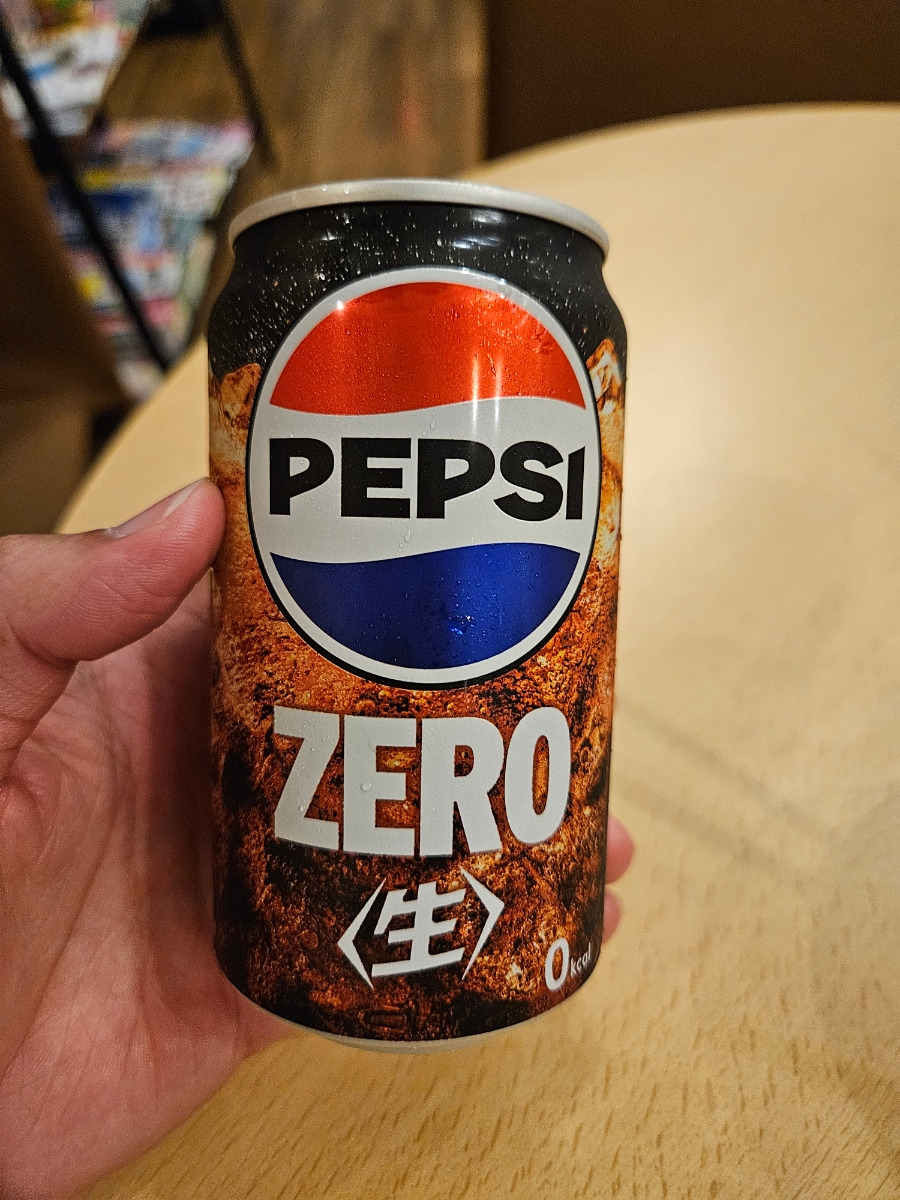 PEPSI
ZERO
〈生〉
0kcal